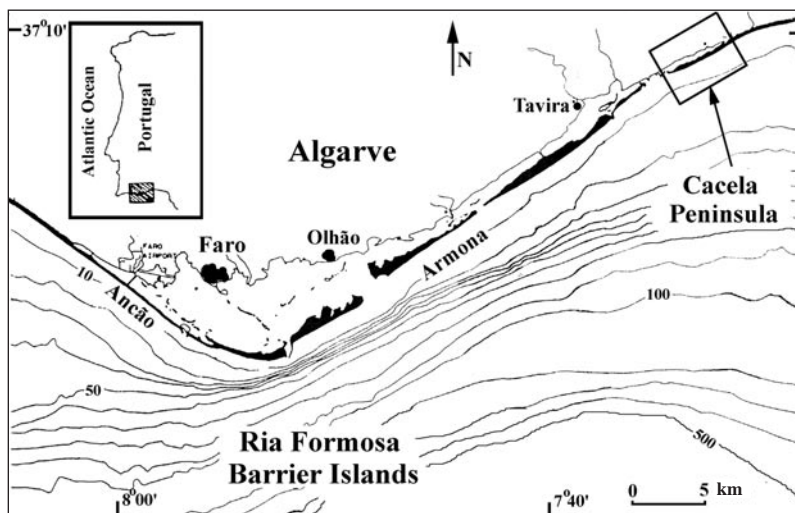 37°10'
Atlantic Ocean
Portugal
N
Tavira
Algarve
Cacela
Peninsula
Faro
Olhão
FARO
AIRPORT
Armona
10
Ancão
100
50
Ria Formosa
Barrier Islands
500
8°00'
7°40'
0 5 km